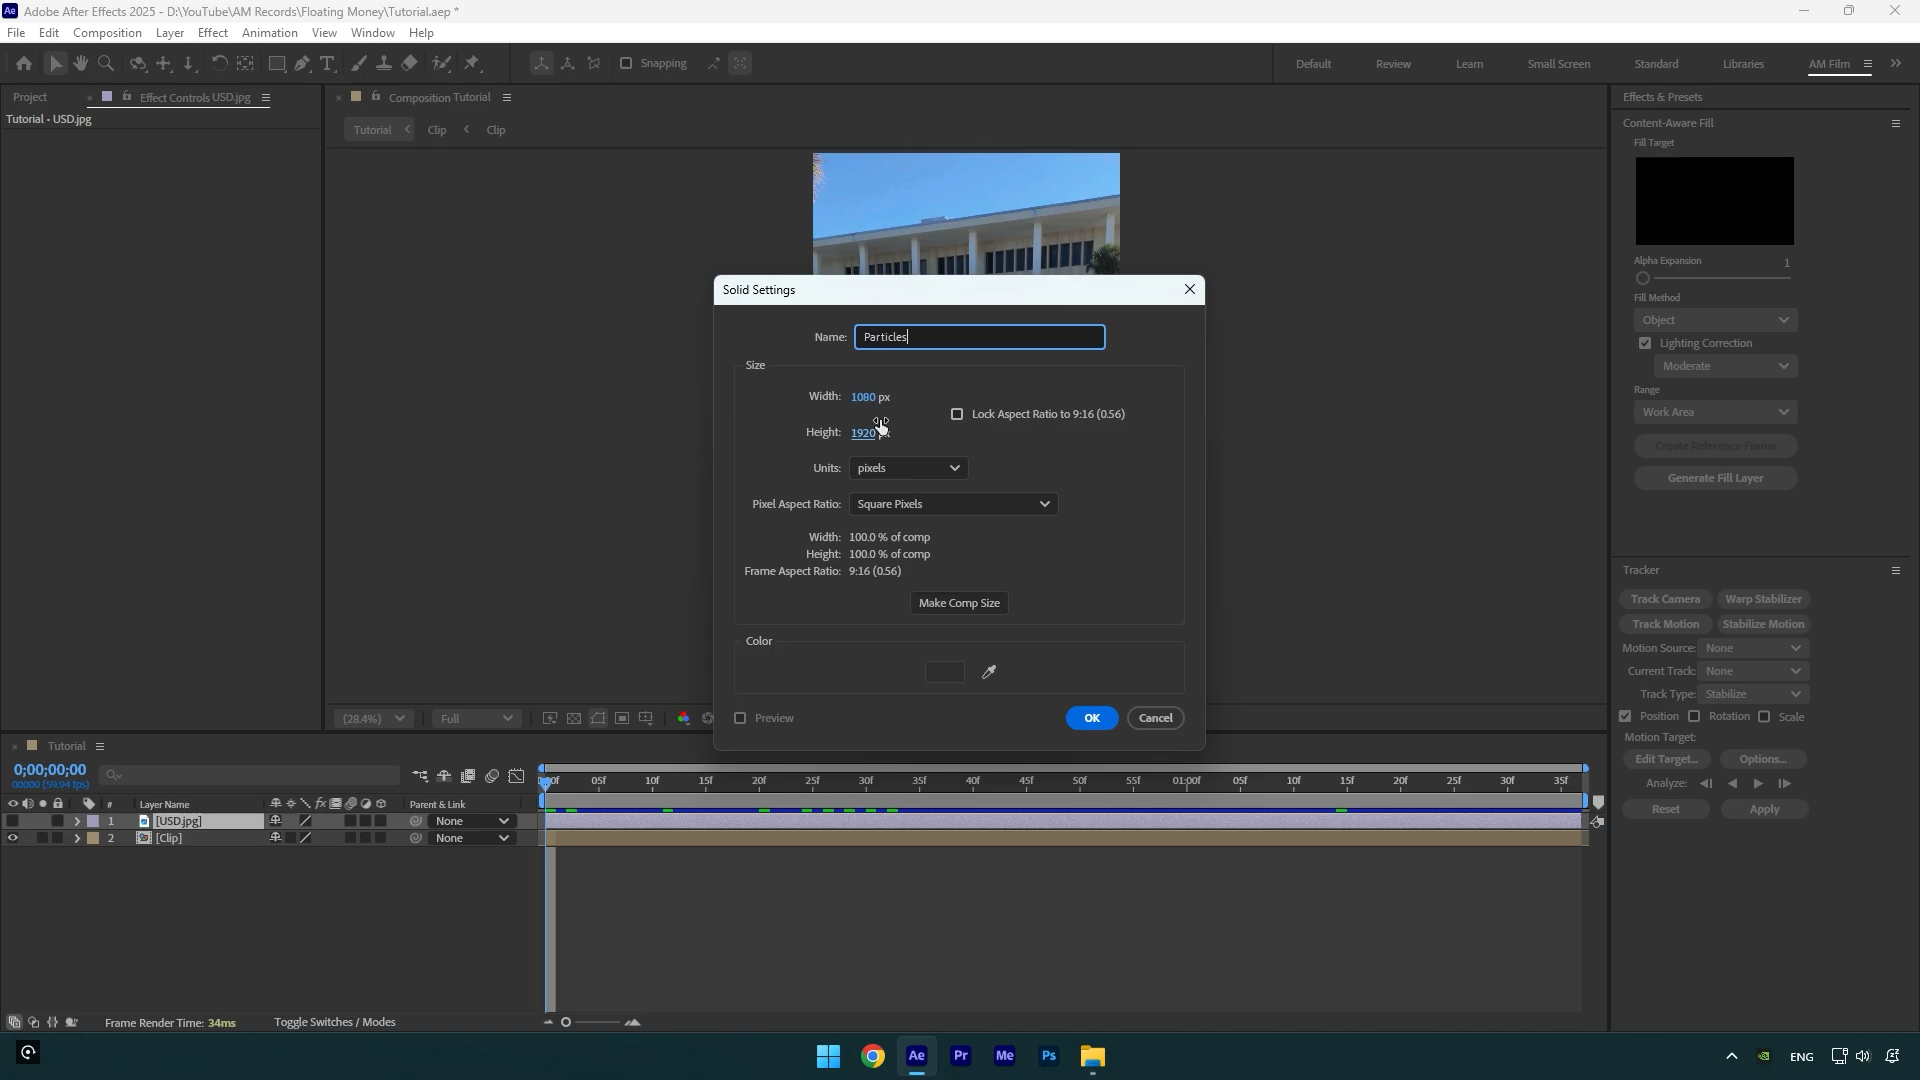 Adobe After Effects 2025 - D:\YouTube\AM Records\Floating Money\Tutorial.aep *
File Edit Composition Layer Effect Animation View Window Help
Snapping Default Review Learn Small Screen Standard Libraries AM Film
Project Effect Controls USD.jpg
Tutorial • USD.jpg
Composition Tutorial
Tutorial Clip Clip
Effects & Presets
Content-Aware Fill
Fill Target
Alpha Expansion 1
Fill Method
Object
Lighting Correction
Moderate
Range
Work Area
Create Reference Frame
Generate Fill Layer
Solid Settings
Name: Particles
Size
Width: 1080 px
Lock Aspect Ratio to 9:16 (0.56)
Height: 1920
Units: pixels
Pixel Aspect Ratio: Square Pixels
Width: 100.0 % of comp
Height: 100.0 % of comp
Frame Aspect Ratio: 9:16 (0.56)
Make Comp Size
Color
Preview OK Cancel
(28.4%) Full
Tracker
Track Camera Warp Stabilizer
Track Motion Stabilize Motion
Motion Source: None
Current Track: None
Track Type: Stabilize
Position Rotation Scale
Motion Target:
Edit Target... Options...
Analyze:
Reset Apply
Tutorial
0;00;00;00
00000 (59.94 fps)
05f 10f 15f 20f 25f 30f 35f 40f 45f 50f 55f 01:00f 05f 10f 15f 20f 25f 30f 35f
# Layer Name fx Parent & Link
1 [USD.jpg] None
2 [Clip] None
Frame Render Time: 34ms Toggle Switches / Modes
Ae Pr Me Ps ENG